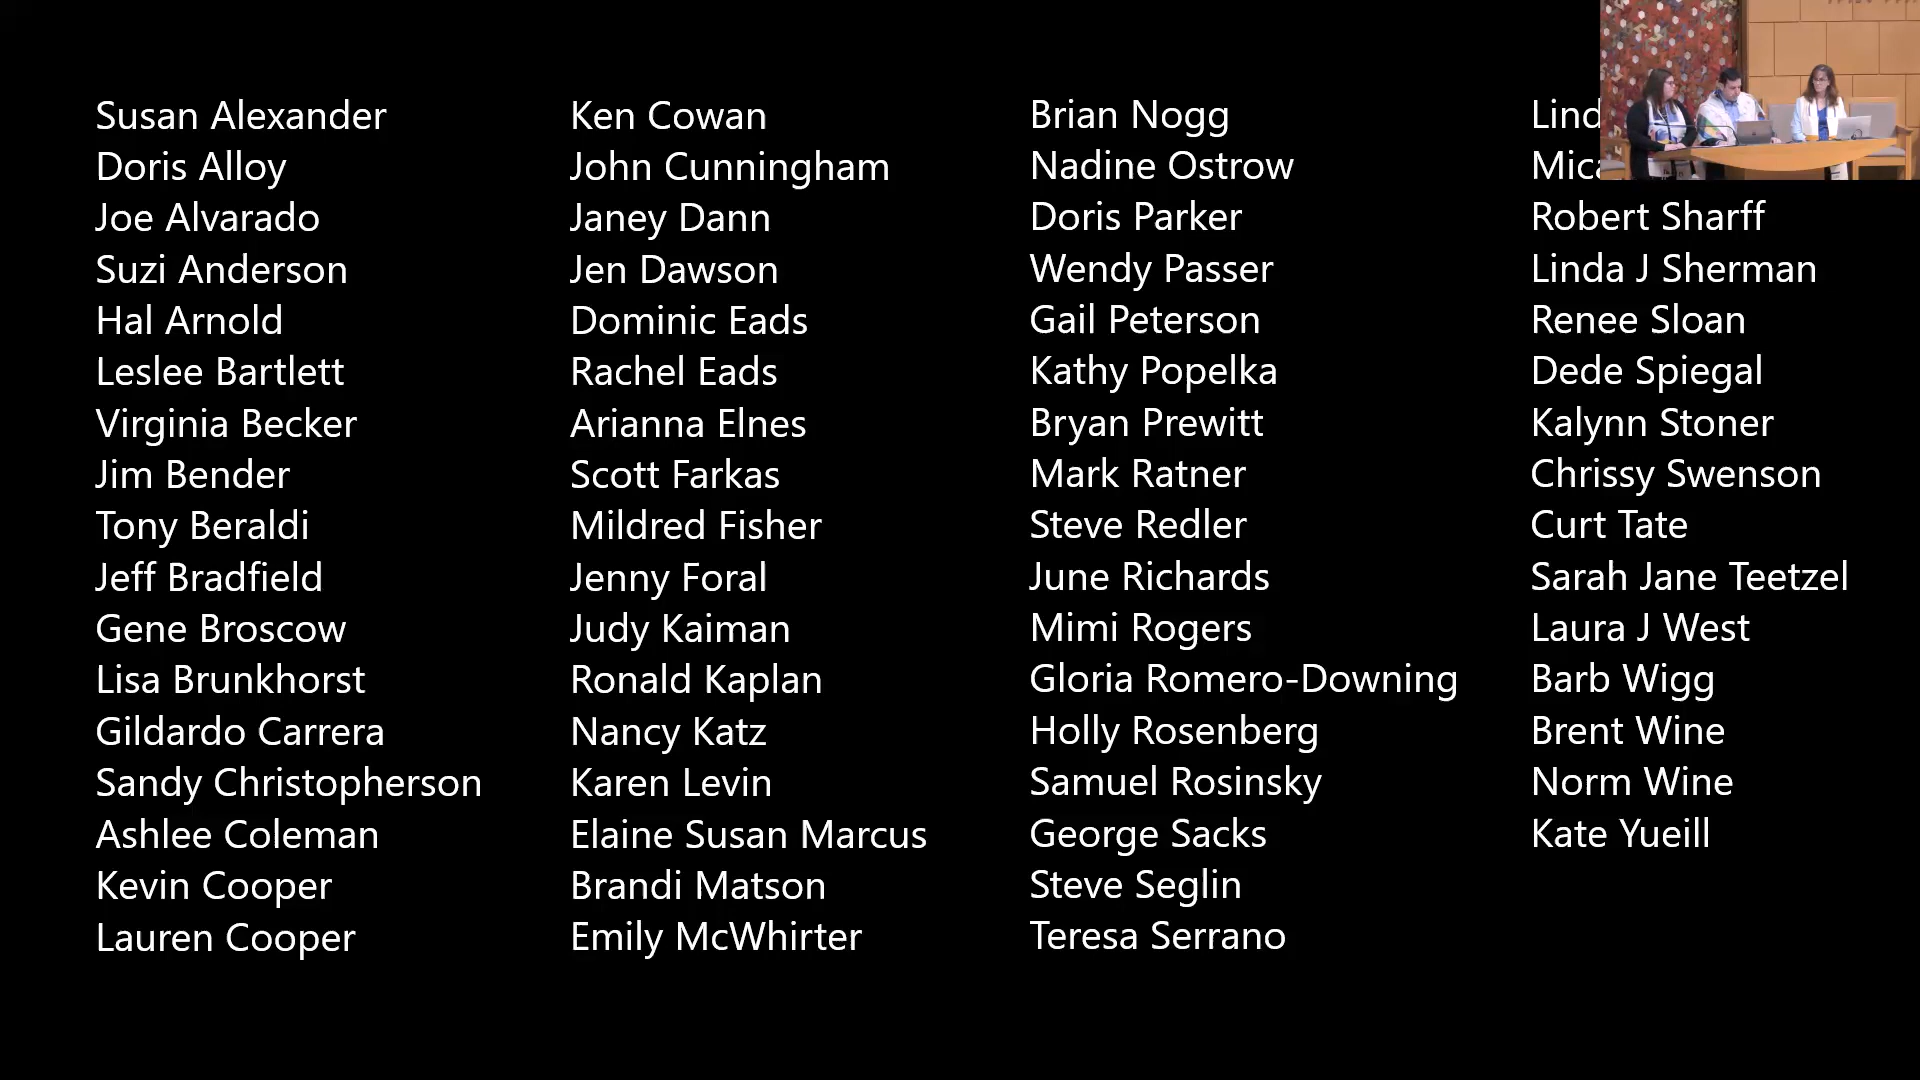 Susan Alexander
Doris Alloy
Joe Alvarado
Suzi Anderson
Hal Arnold
Leslee Bartlett
Virginia Becker
Jim Bender
Tony Beraldi
Jeff Bradfield
Gene Broscow
Lisa Brunkhorst
Gildardo Carrera
Sandy Christopherson
Ashlee Coleman
Kevin Cooper
Lauren Cooper
Ken Cowan
John Cunningham
Janey Dann
Jen Dawson
Dominic Eads
Rachel Eads
Arianna Elnes
Scott Farkas
Mildred Fisher
Jenny Foral
Judy Kaiman
Ronald Kaplan
Nancy Katz
Karen Levin
Elaine Susan Marcus
Brandi Matson
Emily McWhirter
Brian Nogg
Nadine Ostrow
Doris Parker
Wendy Passer
Gail Peterson
Kathy Popelka
Bryan Prewitt
Mark Ratner
Steve Redler
June Richards
Mimi Rogers
Gloria Romero-Downing
Holly Rosenberg
Samuel Rosinsky
George Sacks
Steve Seglin
Teresa Serrano
Robert Sharff
Linda J Sherman
Renee Sloan
Dede Spiegal
Kalynn Stoner
Chrissy Swenson
Curt Tate
Sarah Jane Teetzel
Laura J West
Barb Wigg
Brent Wine
Norm Wine
Kate Yueill